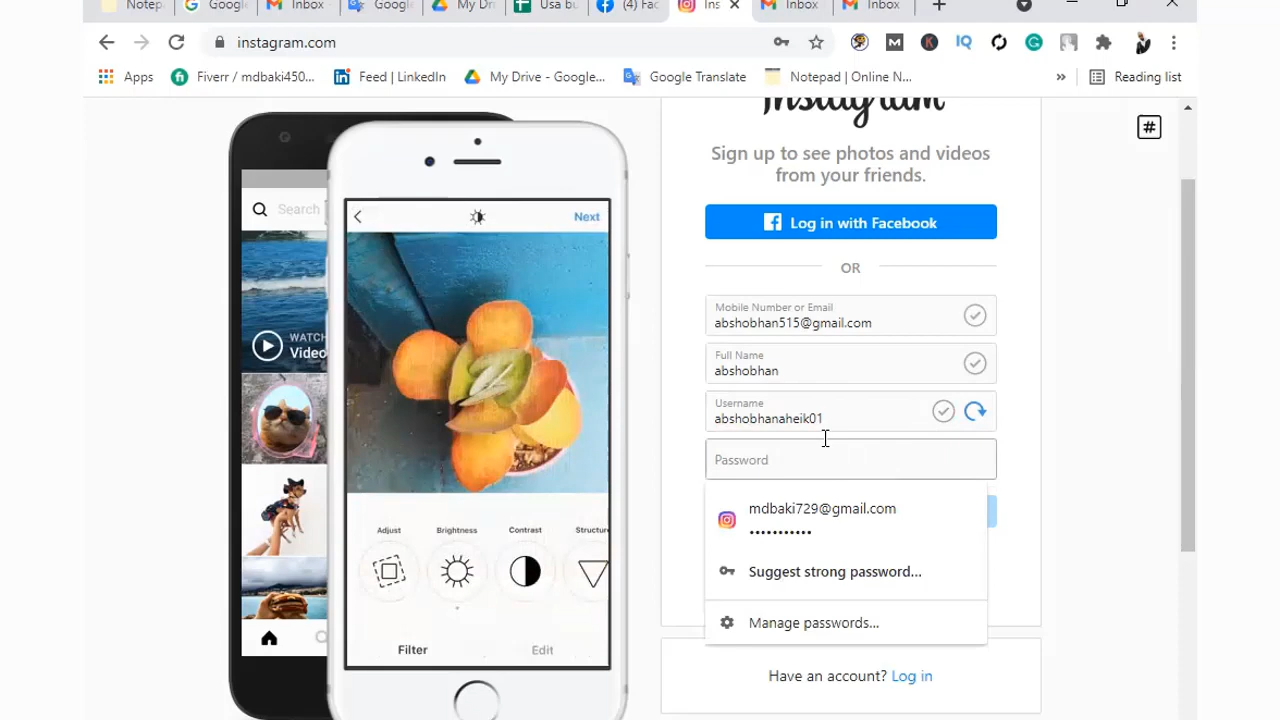 Notep
Google
Inbox
Google
My Dr
Usa bu
(4) Fac
Ins
Inbox
Inbox
instagram.com
Apps
Fiverr / mdbaki450...
Feed | LinkedIn
My Drive - Google...
Google Translate
Notepad | Online N...
»
Reading list
Instagram
Sign up to see photos and videos
from your friends.
Log in with Facebook
OR
Mobile Number or Email
abshobhan515@gmail.com
Full Name
abshobhan
Username
abshobhanaheik01
Password
mdbaki729@gmail.com
•••••••••••
Suggest strong password...
Manage passwords...
Have an account? Log in
Search
WATCH
Video
Next
Adjust
Brightness
Contrast
Structure
Filter
Edit